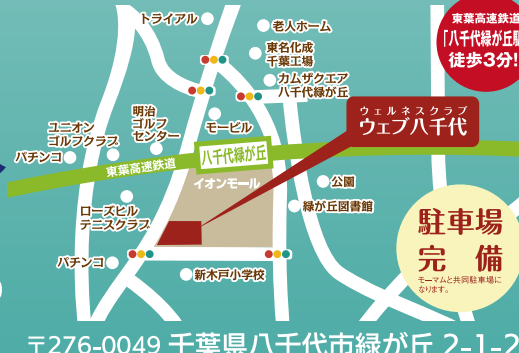 トライアル
老人ホーム
東葉高速鉄道
「八千代緑が丘駅
徒歩3分!
東名化成
千葉工場
カムザクエア
八千代緑が丘
ウェルネスクラブ
ウェブ八千代
モービル
明治
ゴルフ
センター
ユニオン
ゴルフクラブ
パチンコ
東葉高速鉄道
八千代緑が丘
イオンモール
公園
緑が丘図書館
ローズヒル
テニスクラブ
パチンコ
新木戸小学校
駐車場
完備
モーマムと共同駐車場に
なります。
〒276-0049 千葉県八千代市緑が丘 2-1-2